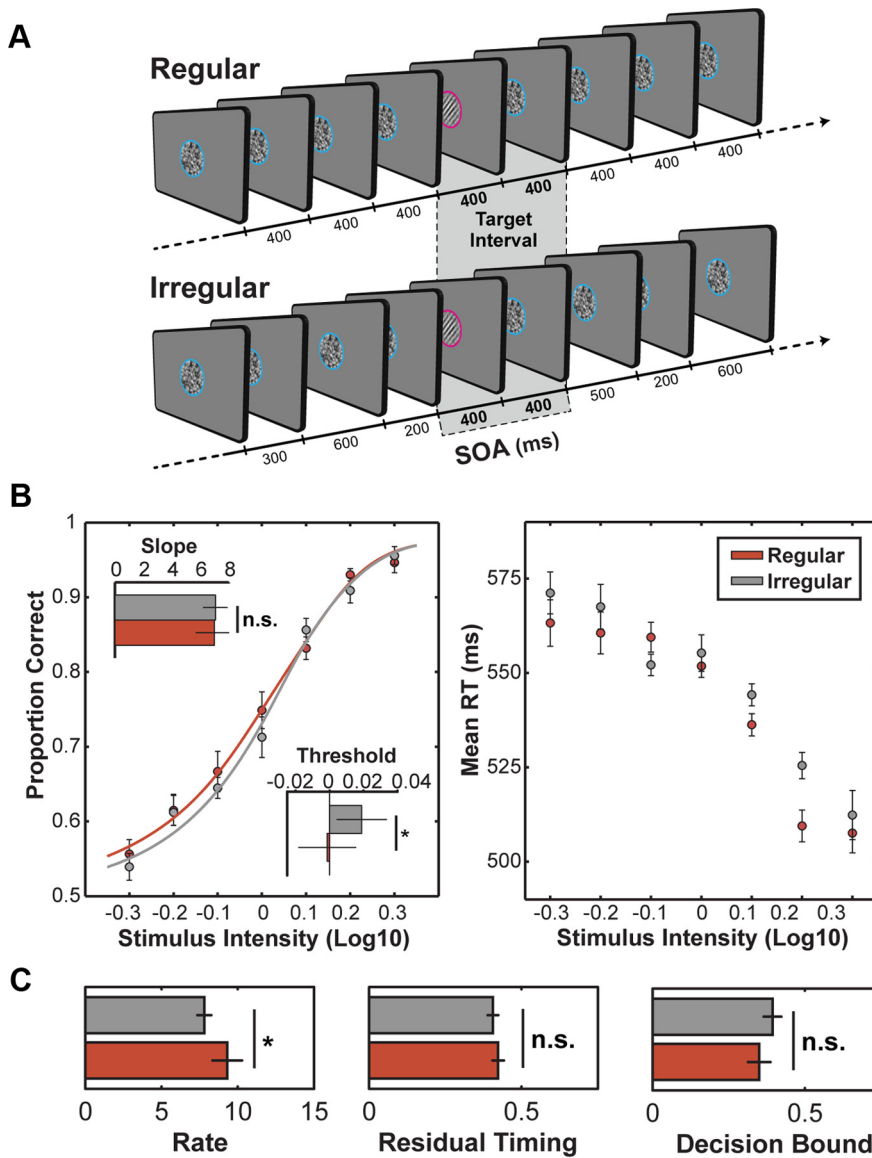 A
Regular
400 400 400 400 400 400 400 400
Target
Interval
Irregular
300 600 200 400 400 500 200 600
SOA (ms)
B
Proportion Correct
1
0.9
0.8
0.7
0.6
0.5
Slope
0 2 4 6 8
n.s.
Threshold
-0.02 0 0.02 0.04
*
-0.3 -0.2 -0.1 0 0.1 0.2 0.3
Stimulus Intensity (Log10)
Mean RT (ms)
575
550
525
500
Regular
Irregular
-0.3 -0.2 -0.1 0 0.1 0.2 0.3 0.4
Stimulus Intensity (Log10)
C
*
0 5 10 15
Rate
n.s.
0 0.5
Residual Timing
n.s.
0 0.5
Decision Bound